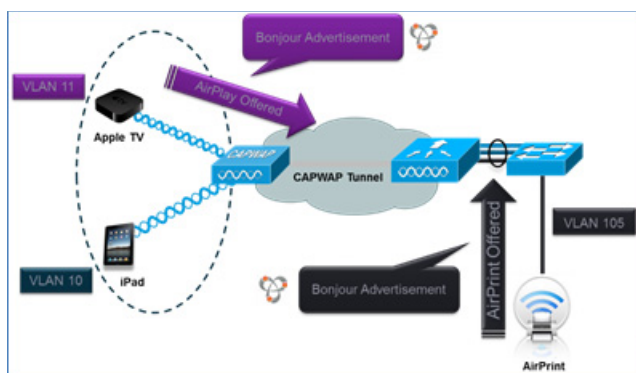 Bonjour Advertisement
VLAN 11
AirPlay Offered
Apple TV
CAPWAP
CAPWAP Tunnel
VLAN 105
VLAN 10
iPad
Bonjour Advertisement
AirPrint Offered
AirPrint